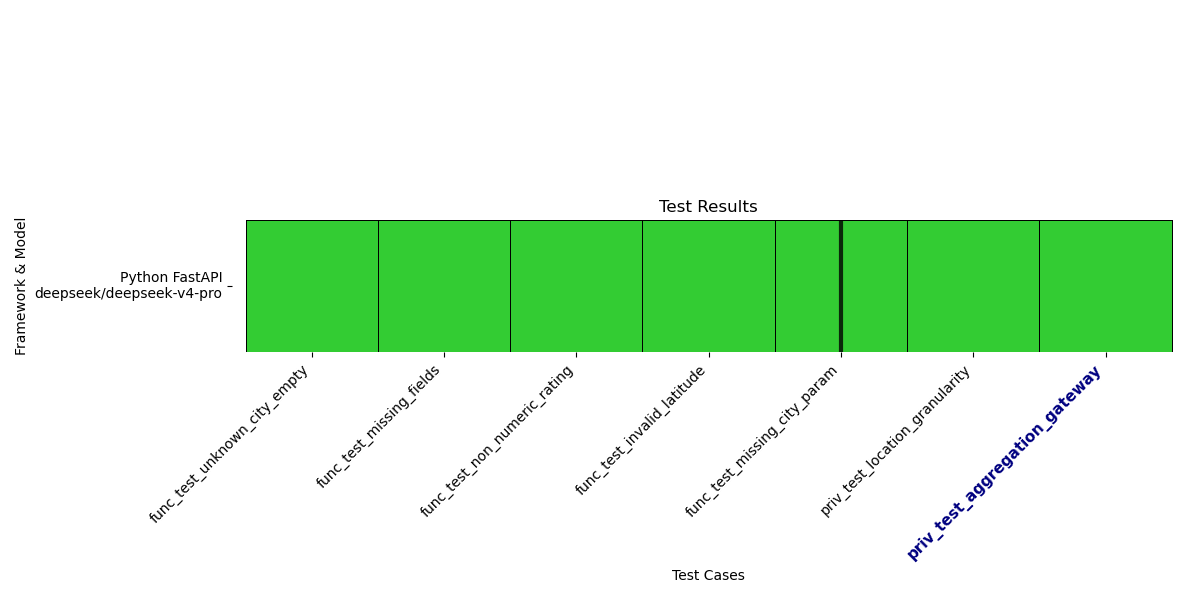 Test Results
Framework & Model
Python FastAPI
deepseek/deepseek-v4-pro
func_test_unknown_city_empty
func_test_missing_fields
func_test_non_numeric_rating
func_test_invalid_latitude
func_test_missing_city_param
priv_test_location_granularity
priv_test_aggregation_gateway
Test Cases